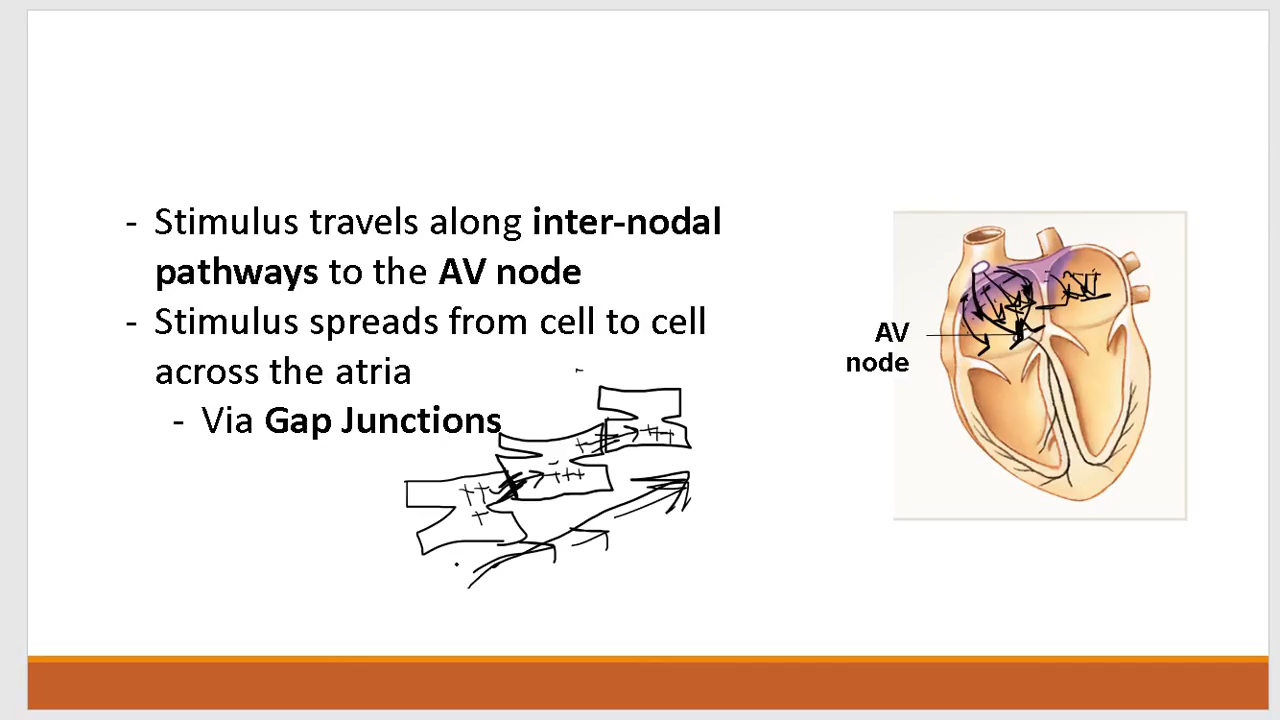 - Stimulus travels along inter-nodal
pathways to the AV node
- Stimulus spreads from cell to cell
across the atria
- Via Gap Junctions
AV
node
++
+
+++
+
++